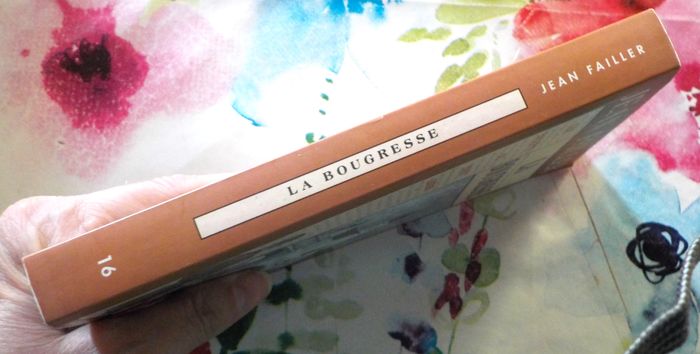 16
LA BOUGRESSE
JEAN FAILLER